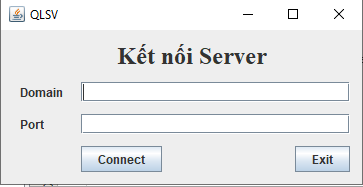 QLSV
Kết nối Server
Domain
Port
Connect Exit